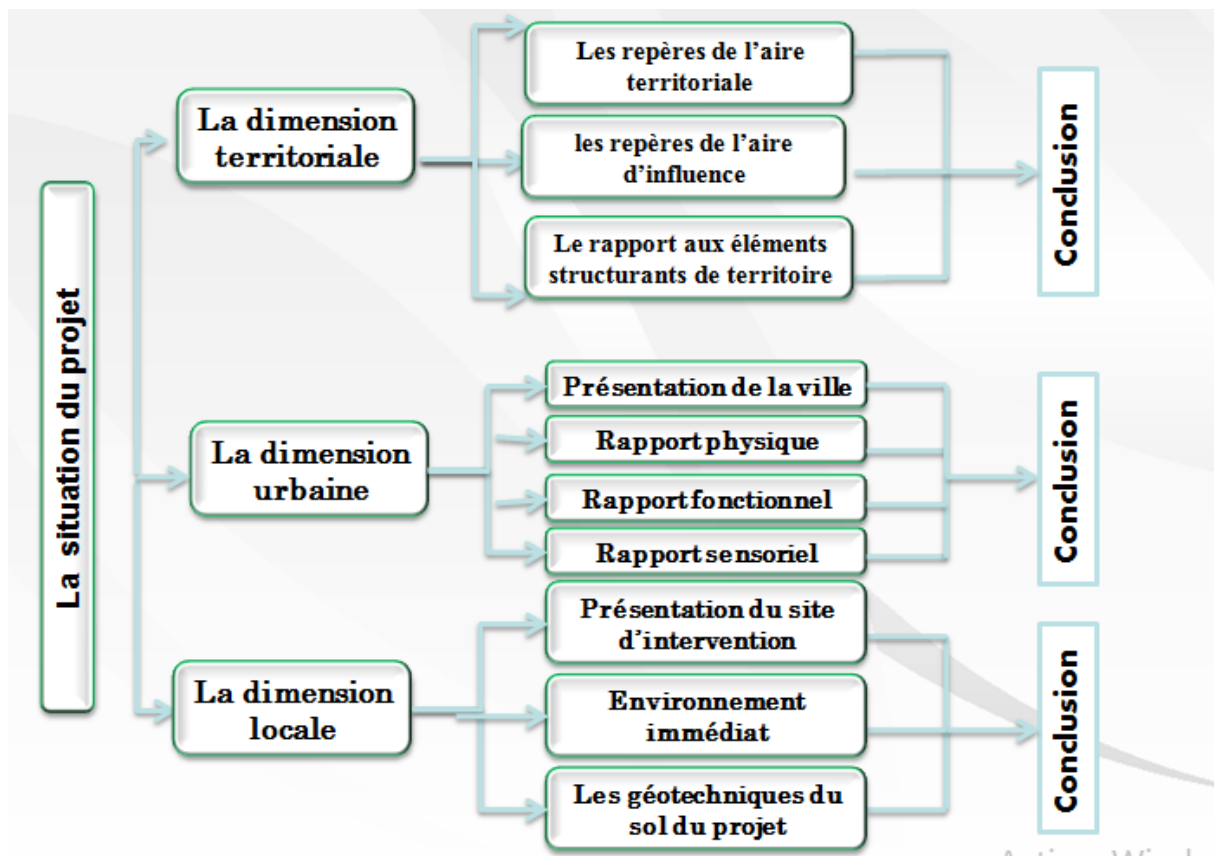 La situation du projet
La dimension
territoriale
Les repères de l’aire
territoriale
les repères de l’aire
d’influence
Le rapport aux éléments
structurants de territoire
Conclusion
La dimension
urbaine
Présentation de la ville
Rapport physique
Rapport fonctionnel
Rapport sensoriel
Conclusion
La dimension
locale
Présentation du site
d’intervention
Environnement
immédiat
Les géotechniques du
sol du projet
Conclusion